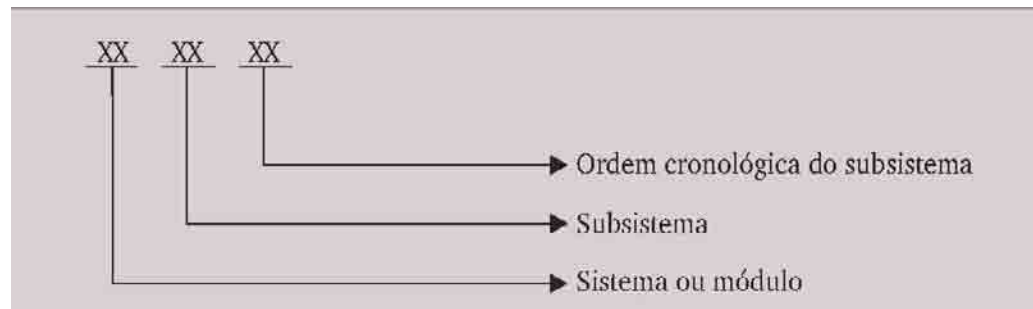 XX XX XX
Ordem cronológica do subsistema
Subsistema
Sistema ou módulo